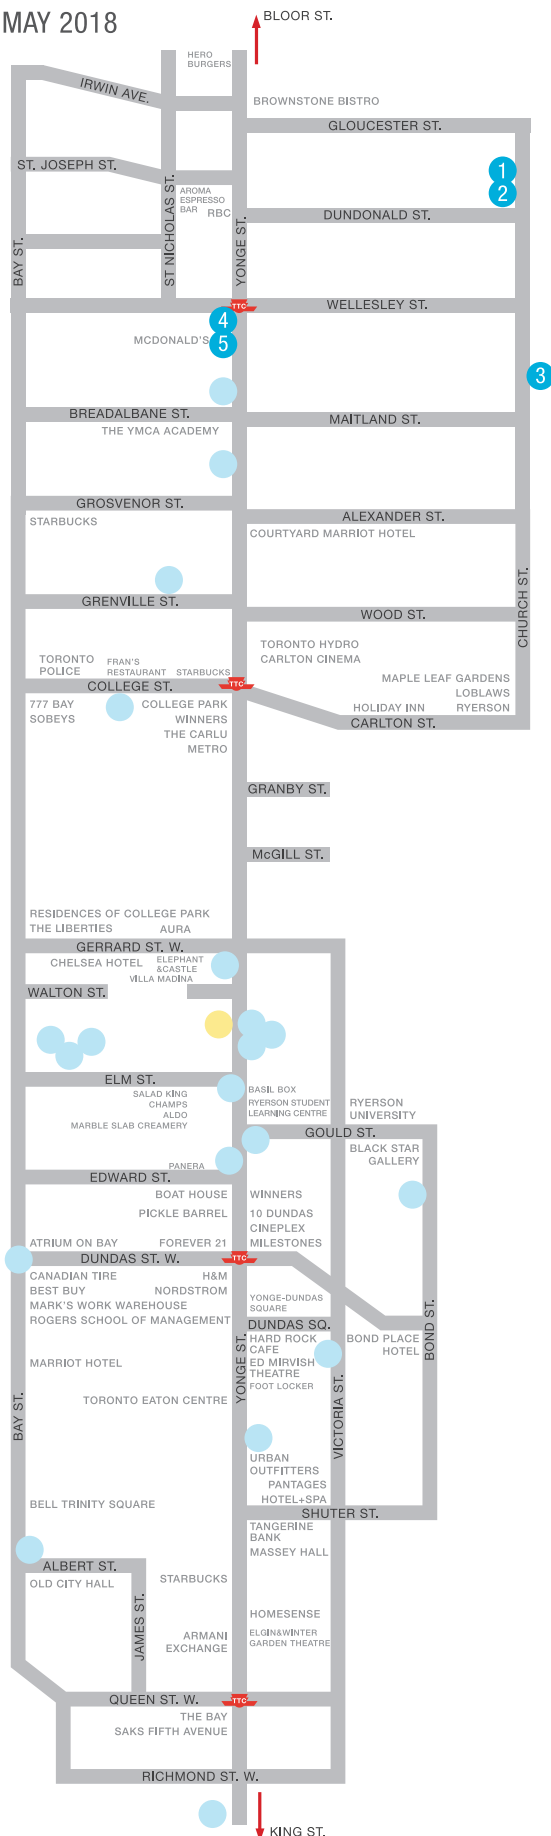 MAY 2018
BLOOR ST.
HERO
BURGERS
IRWIN AVE.
BROWNSTONE BISTRO
GLOUCESTER ST.
ST. JOSEPH ST.
1
AROMA
ESPRESSO
BAR
RBC
2
DUNDONALD ST.
BAY ST.
ST NICHOLAS ST.
YONGE ST.
TTC
WELLESLEY ST.
4
MCDONALD'S
5
3
BREADALBANE ST.
MAITLAND ST.
THE YMCA ACADEMY
GROSVENOR ST.
STARBUCKS
ALEXANDER ST.
COURTYARD MARRIOT HOTEL
GRENVILLE ST.
WOOD ST.
CHURCH ST.
TORONTO
POLICE
FRAN'S
RESTAURANT
STARBUCKS
TORONTO HYDRO
CARLTON CINEMA
COLLEGE ST.
TTC
MAPLE LEAF GARDENS
LOBLAWS
HOLIDAY INN
RYERSON
777 BAY
SOBEYS
COLLEGE PARK
WINNERS
THE CARLU
METRO
CARLTON ST.
GRANBY ST.
McGILL ST.
RESIDENCES OF COLLEGE PARK
THE LIBERTIES
AURA
GERRARD ST. W.
CHELSEA HOTEL
ELEPHANT
&CASTLE
VILLA MADINA
WALTON ST.
ELM ST.
SALAD KING
CHAMPS
ALDO
MARBLE SLAB CREAMERY
BASIL BOX
RYERSON STUDENT
LEARNING CENTRE
RYERSON
UNIVERSITY
GOULD ST.
BLACK STAR
GALLERY
PANERA
EDWARD ST.
BOAT HOUSE
WINNERS
PICKLE BARREL
10 DUNDAS
CINEPLEX
ATRIUM ON BAY
FOREVER 21
MILESTONES
DUNDAS ST. W.
TTC
CANADIAN TIRE
H&M
BEST BUY
NORDSTROM
MARK'S WORK WAREHOUSE
ROGERS SCHOOL OF MANAGEMENT
YONGE-DUNDAS
SQUARE
DUNDAS SQ.
BOND ST.
HARD ROCK
CAFE
ED MIRVISH
THEATRE
FOOT LOCKER
BOND PLACE
HOTEL
MARRIOT HOTEL
YONGE ST.
BAY ST.
VICTORIA ST.
TORONTO EATON CENTRE
URBAN
OUTFITTERS
PANTAGES
HOTEL+SPA
BELL TRINITY SQUARE
SHUTER ST.
TANGERINE
BANK
MASSEY HALL
ALBERT ST.
OLD CITY HALL
STARBUCKS
JAMES ST.
HOMESENSE
ARMANI
EXCHANGE
ELGIN&WINTER
GARDEN THEATRE
QUEEN ST. W.
TTC
THE BAY
SAKS FIFTH AVENUE
RICHMOND ST. W.
KING ST.